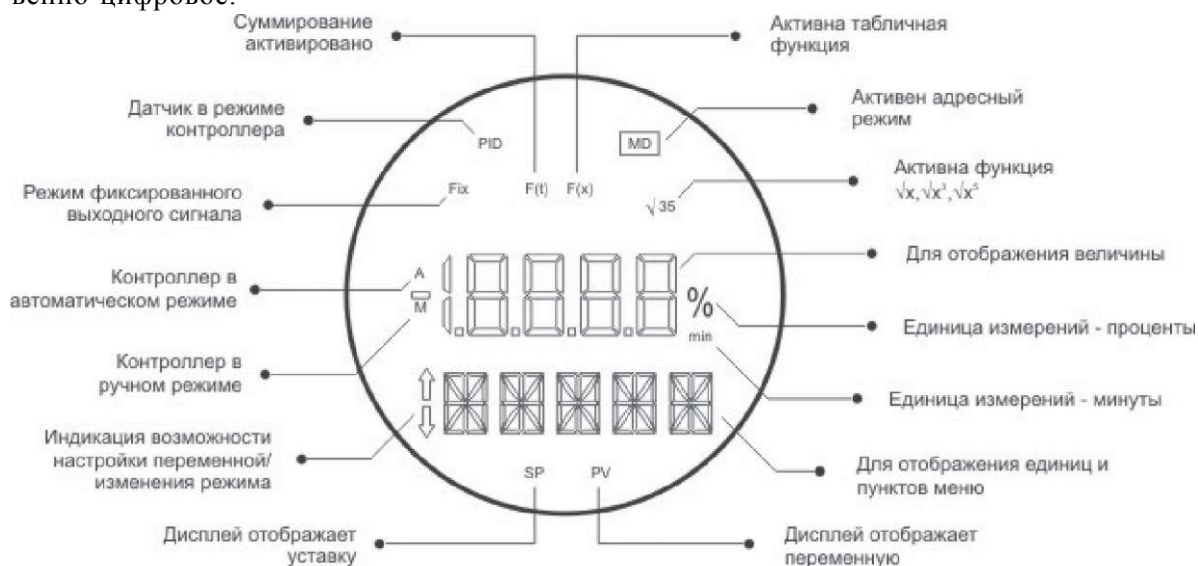 венно-цифровое.
Суммирование
активировано
Активна табличная
функция
Датчик в режиме
контроллера
PID
MD
Активен адресный
режим
Режим фиксированного
выходного сигнала
Fix
F(t)
F(x)
√35
Активна функция
√x,√x³,√x⁵
Для отображения величины
Контроллер в
автоматическом режиме
A
M
%
min
Единица измерений - проценты
Контроллер в
ручном режиме
Единица измерений - минуты
Индикация возможности
настройки переменной/
изменения режима
Для отображения единиц и
пунктов меню
SP
PV
Дисплей отображает
уставку
Дисплей отображает
переменную